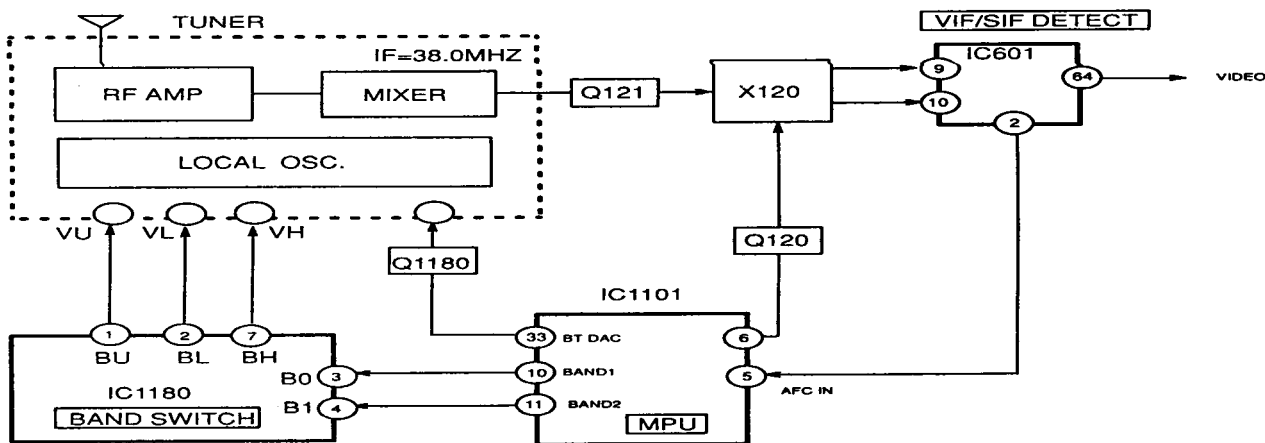 TUNER
VIF/SIF DETECT
IC601
IF=38.0MHZ
RF AMP
MIXER
Q121
X120
9
10
64
2
VIDEO
LOCAL OSC.
VU
VL
VH
Q1180
Q120
IC1101
1
2
7
BU
BL
BH
33
BT DAC
6
B0
3
10
BAND1
5
AFC IN
IC1180
B1
4
11
BAND2
BAND SWITCH
MPU